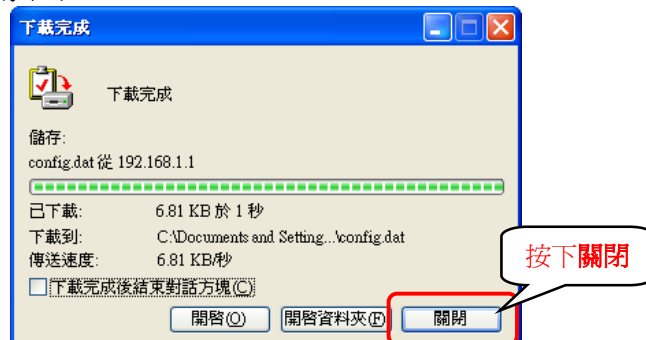 下載完成
下載完成
儲存:
config.dat 從 192.168.1.1
已下載: 6.81 KB 於 1 秒
下載到: C:\Documents and Setting...\config.dat
傳送速度: 6.81 KB/秒
按下關閉
下載完成後結束對話方塊(C)
開啓(O) 開啓資料夾(F) 關閉